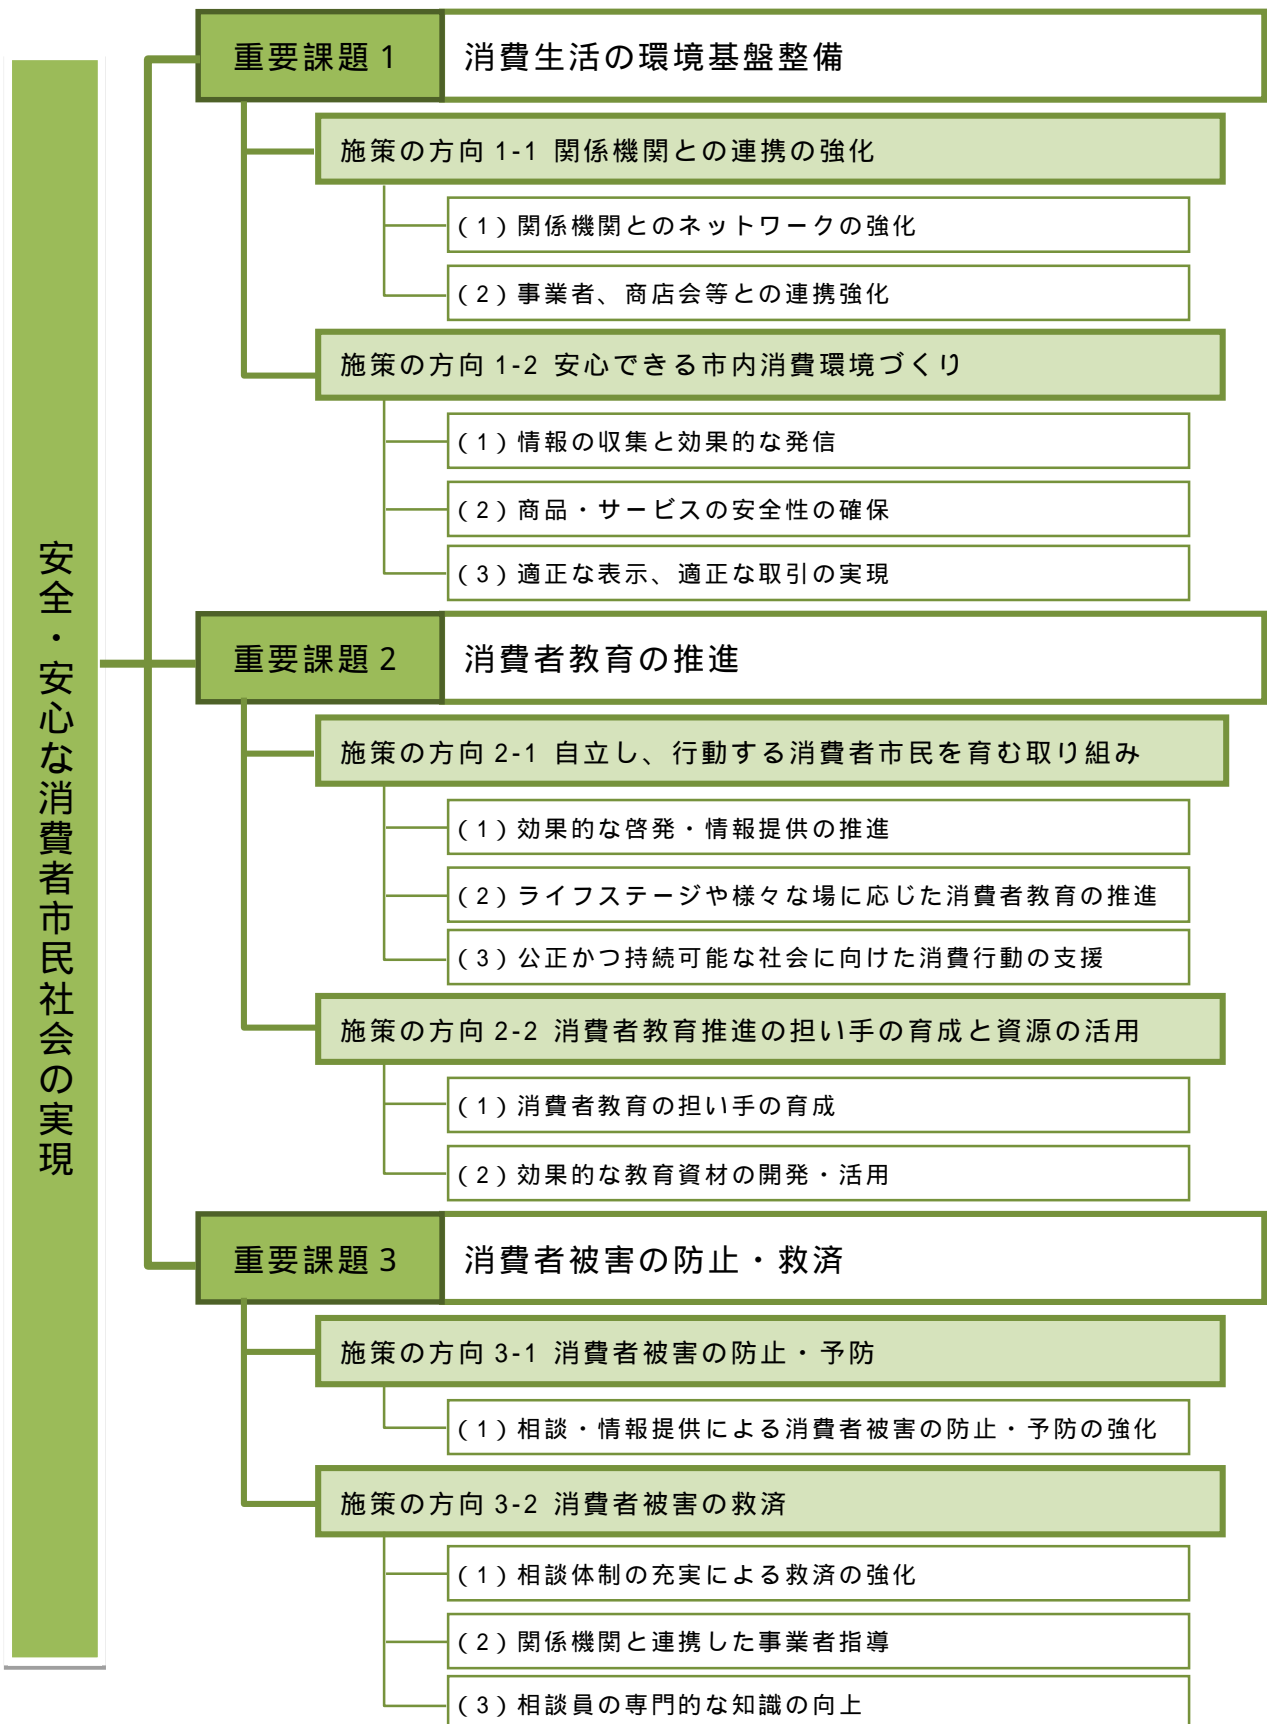 安全・安心な消費者市民社会の実現
重要課題1 消費生活の環境基盤整備
施策の方向1-1 関係機関との連携の強化
(1)関係機関とのネットワークの強化
(2)事業者、商店会等との連携強化
施策の方向1-2 安心できる市内消費環境づくり
(1)情報の収集と効果的な発信
(2)商品・サービスの安全性の確保
(3)適正な表示、適正な取引の実現
重要課題2 消費者教育の推進
施策の方向2-1 自立し、行動する消費者市民を育む取り組み
(1)効果的な啓発・情報提供の推進
(2)ライフステージや様々な場に応じた消費者教育の推進
(3)公正かつ持続可能な社会に向けた消費行動の支援
施策の方向2-2 消費者教育推進の担い手の育成と資源の活用
(1)消費者教育の担い手の育成
(2)効果的な教育資材の開発・活用
重要課題3 消費者被害の防止・救済
施策の方向3-1 消費者被害の防止・予防
(1)相談・情報提供による消費者被害の防止・予防の強化
施策の方向3-2 消費者被害の救済
(1)相談体制の充実による救済の強化
(2)関係機関と連携した事業者指導
(3)相談員の専門的な知識の向上